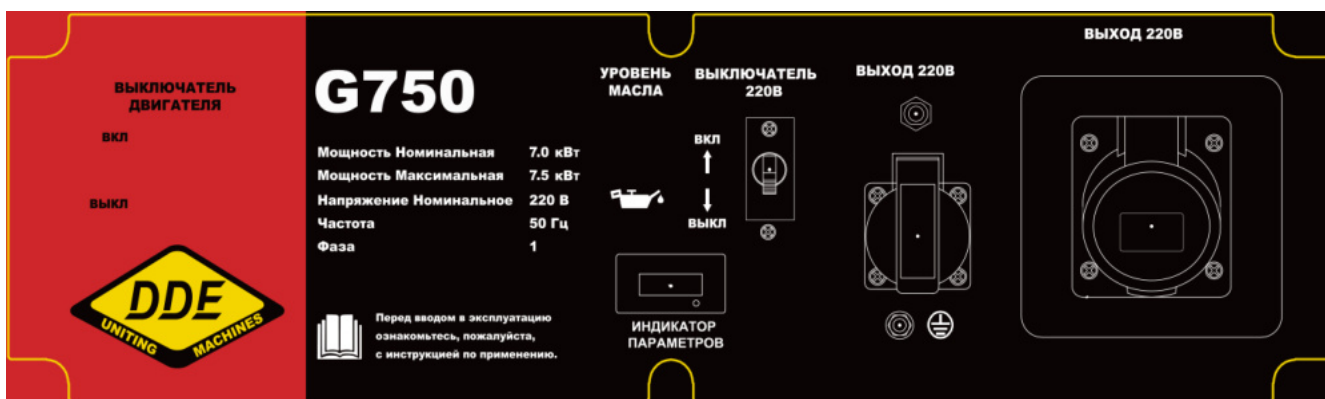 ВЫКЛЮЧАТЕЛЬ
ДВИГАТЕЛЯ
ВКЛ
ВЫКЛ
DDE
UNITING MACHINES
G750
Мощность Номинальная 7.0 кВт
Мощность Максимальная 7.5 кВт
Напряжение Номинальное 220 В
Частота 50 Гц
Фаза 1
Перед вводом в эксплуатацию
ознакомьтесь, пожалуйста,
с инструкцией по применению.
УРОВЕНЬ
МАСЛА
ВЫКЛЮЧАТЕЛЬ
220В
ВКЛ
ВЫКЛ
ИНДИКАТОР
ПАРАМЕТРОВ
ВЫХОД 220В
ВЫХОД 220В